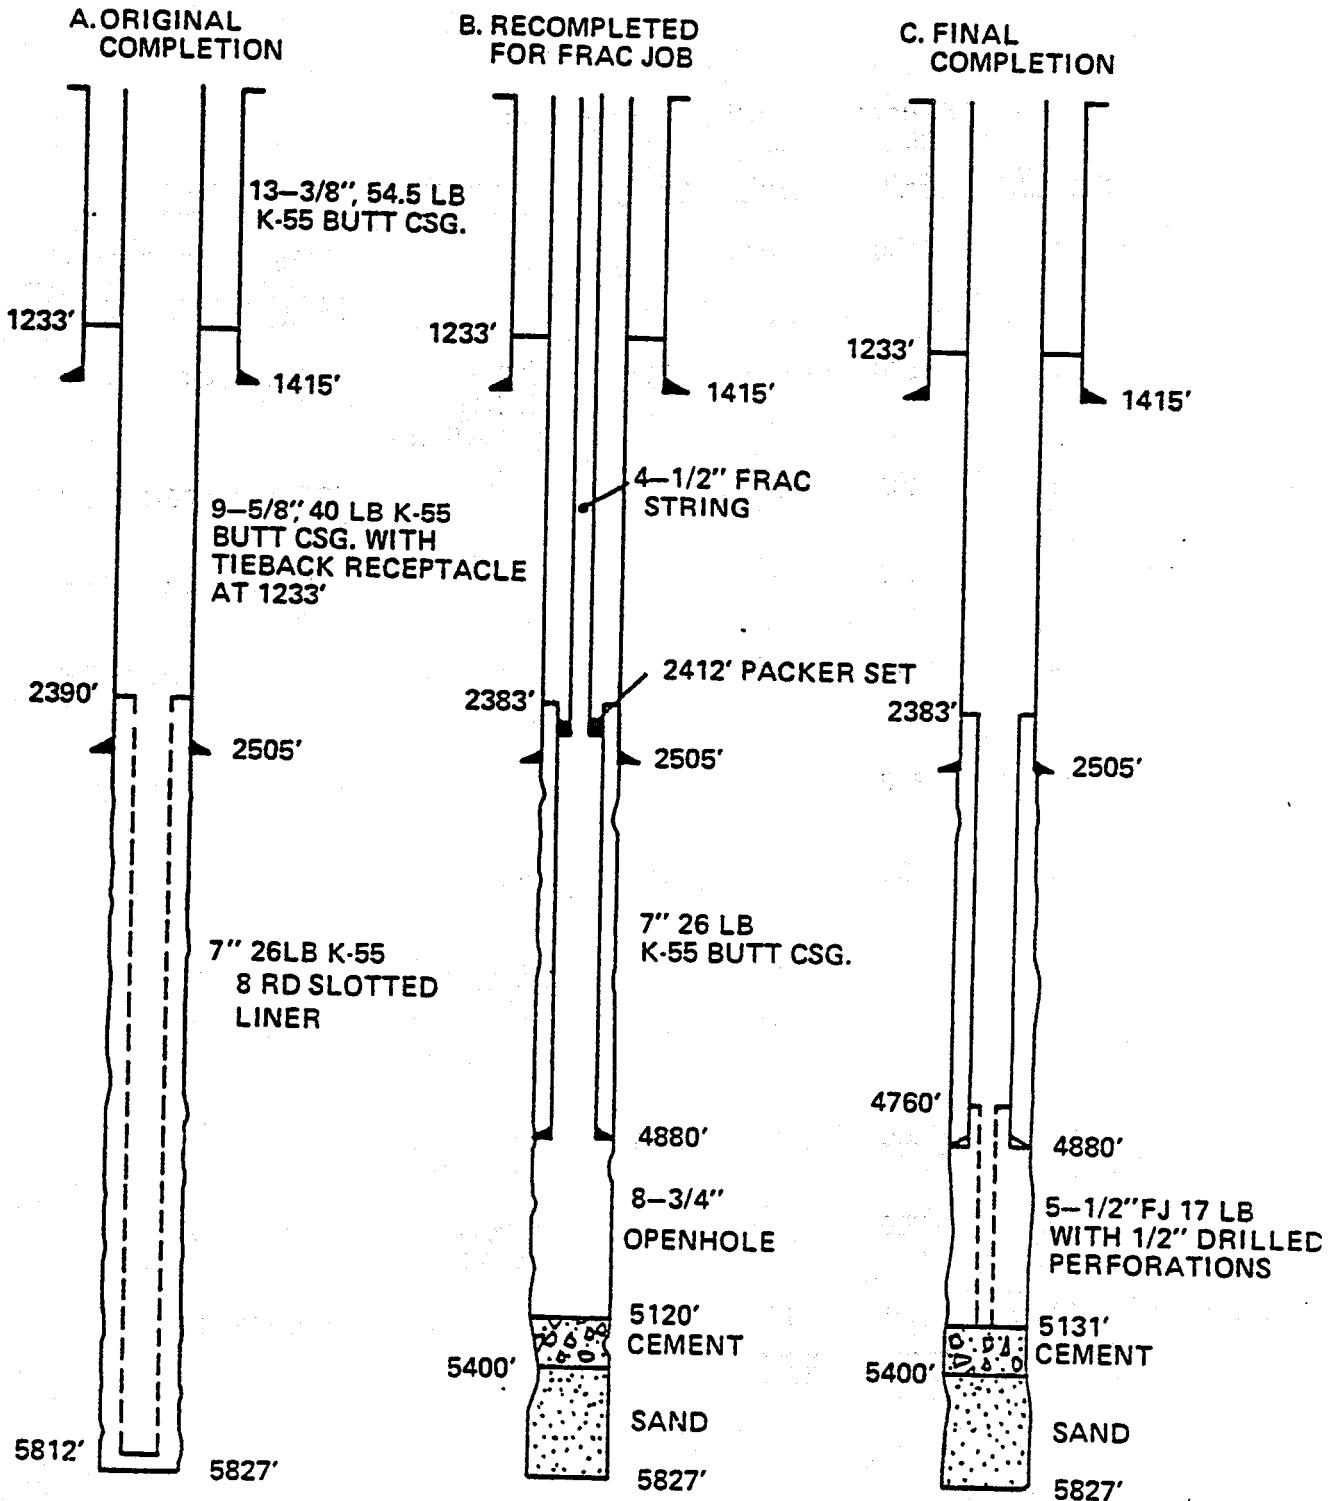 A. ORIGINAL
COMPLETION
13–3/8", 54.5 LB
K-55 BUTT CSG.
1233'
1415'
9–5/8", 40 LB K-55
BUTT CSG. WITH
TIEBACK RECEPTACLE
AT 1233'
2390'
2505'
7" 26LB K-55
8 RD SLOTTED
LINER
5812'
5827'
B. RECOMPLETED
FOR FRAC JOB
1233'
1415'
4–1/2" FRAC
STRING
2412' PACKER SET
2383'
2505'
7" 26 LB
K-55 BUTT CSG.
4880'
8–3/4"
OPENHOLE
5120'
CEMENT
5400'
SAND
5827'
C. FINAL
COMPLETION
1233'
1415'
2383'
2505'
4760'
4880'
5–1/2" FJ 17 LB
WITH 1/2" DRILLED
PERFORATIONS
5131'
CEMENT
5400'
SAND
5827'